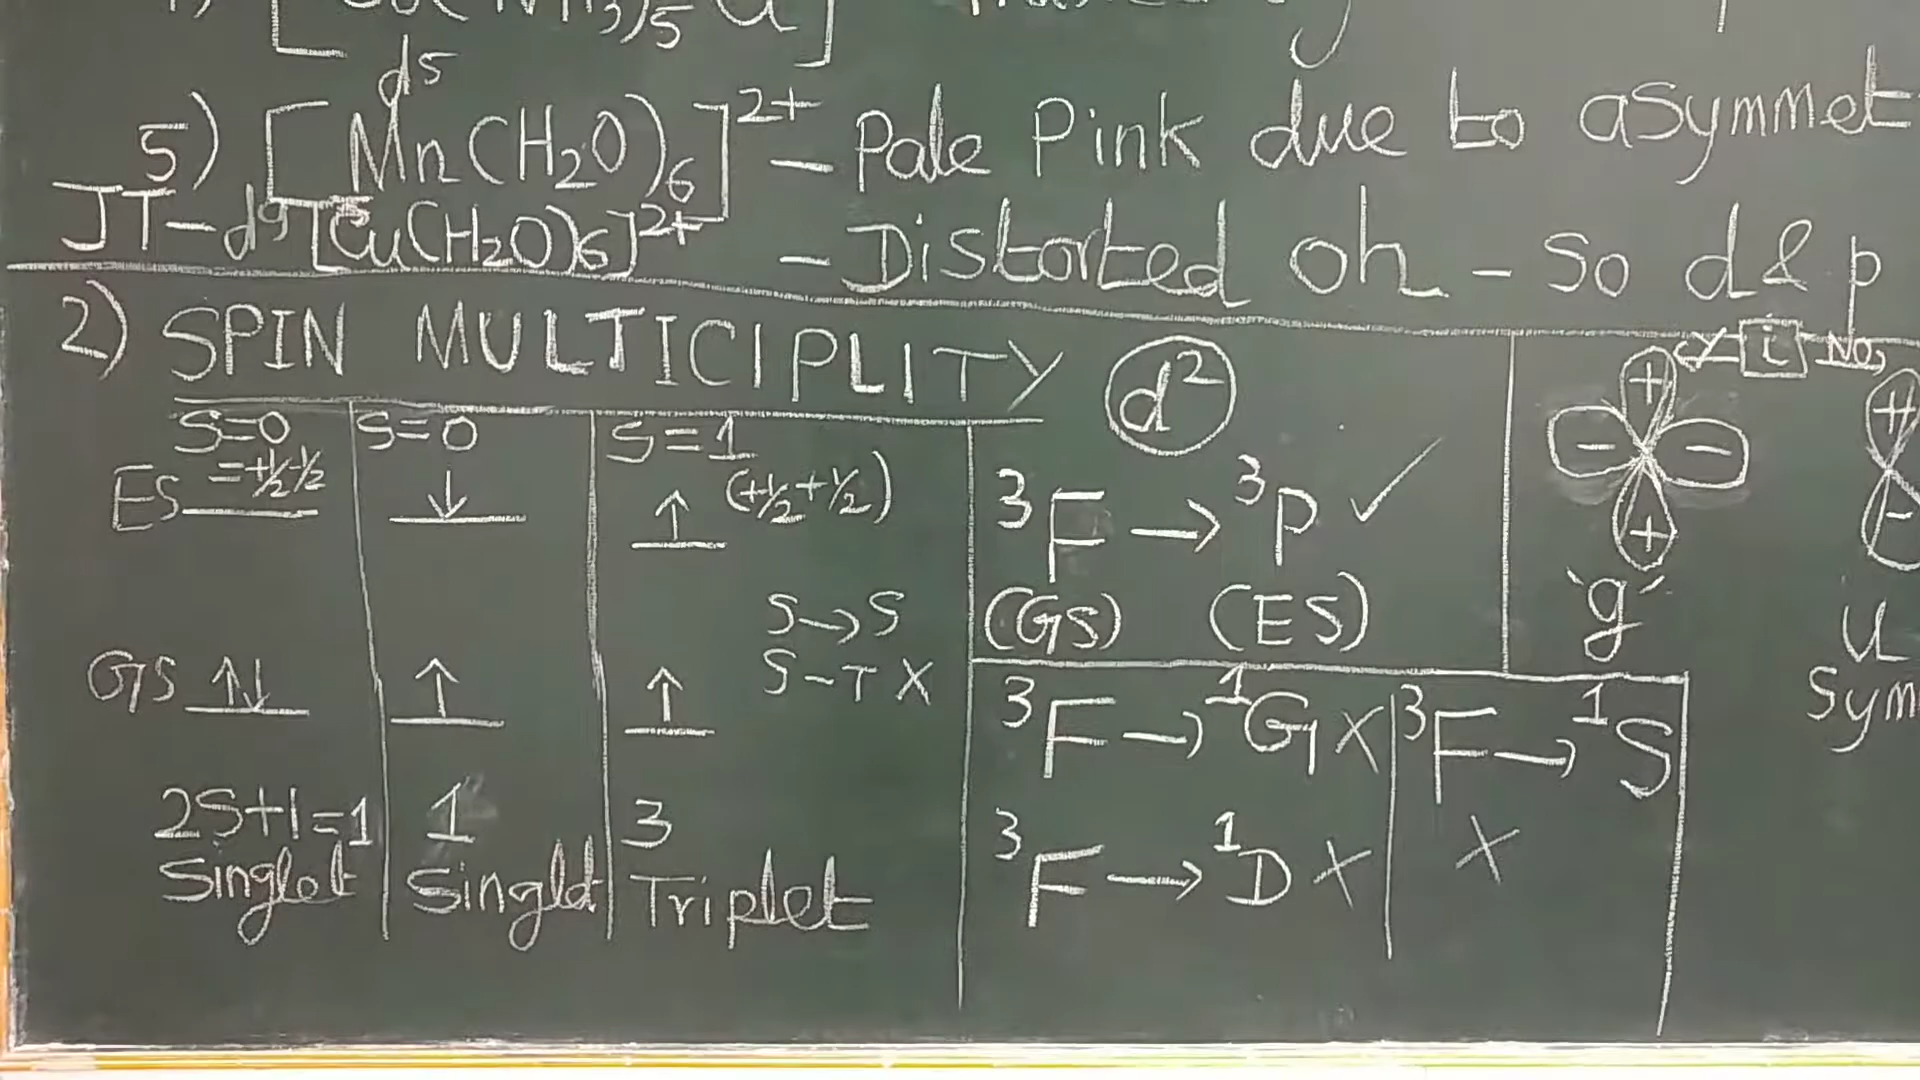 d5
5) [Mn(H2O)6]2+ – Pale Pink due to asymmet
JT – d9 [Cu(H2O)6]2+ – Distorted oh – So d & p
2) SPIN MULTICIPLITY d2
S=0 S=0 S=1
=+1/2-1/2 (+1/2+1/2)
ES ↓ ↑
S→S
S-T X
GS ↑↓ ↑ ↑
2S+1=1 1 3
Singlet Singlet Triplet
3F → 3P ✓
(GS) (ES)
3F → 1G X
3F → 1D X
3F → 1S
X
i No,
+ - - +
'g'
+
-
u
Sym